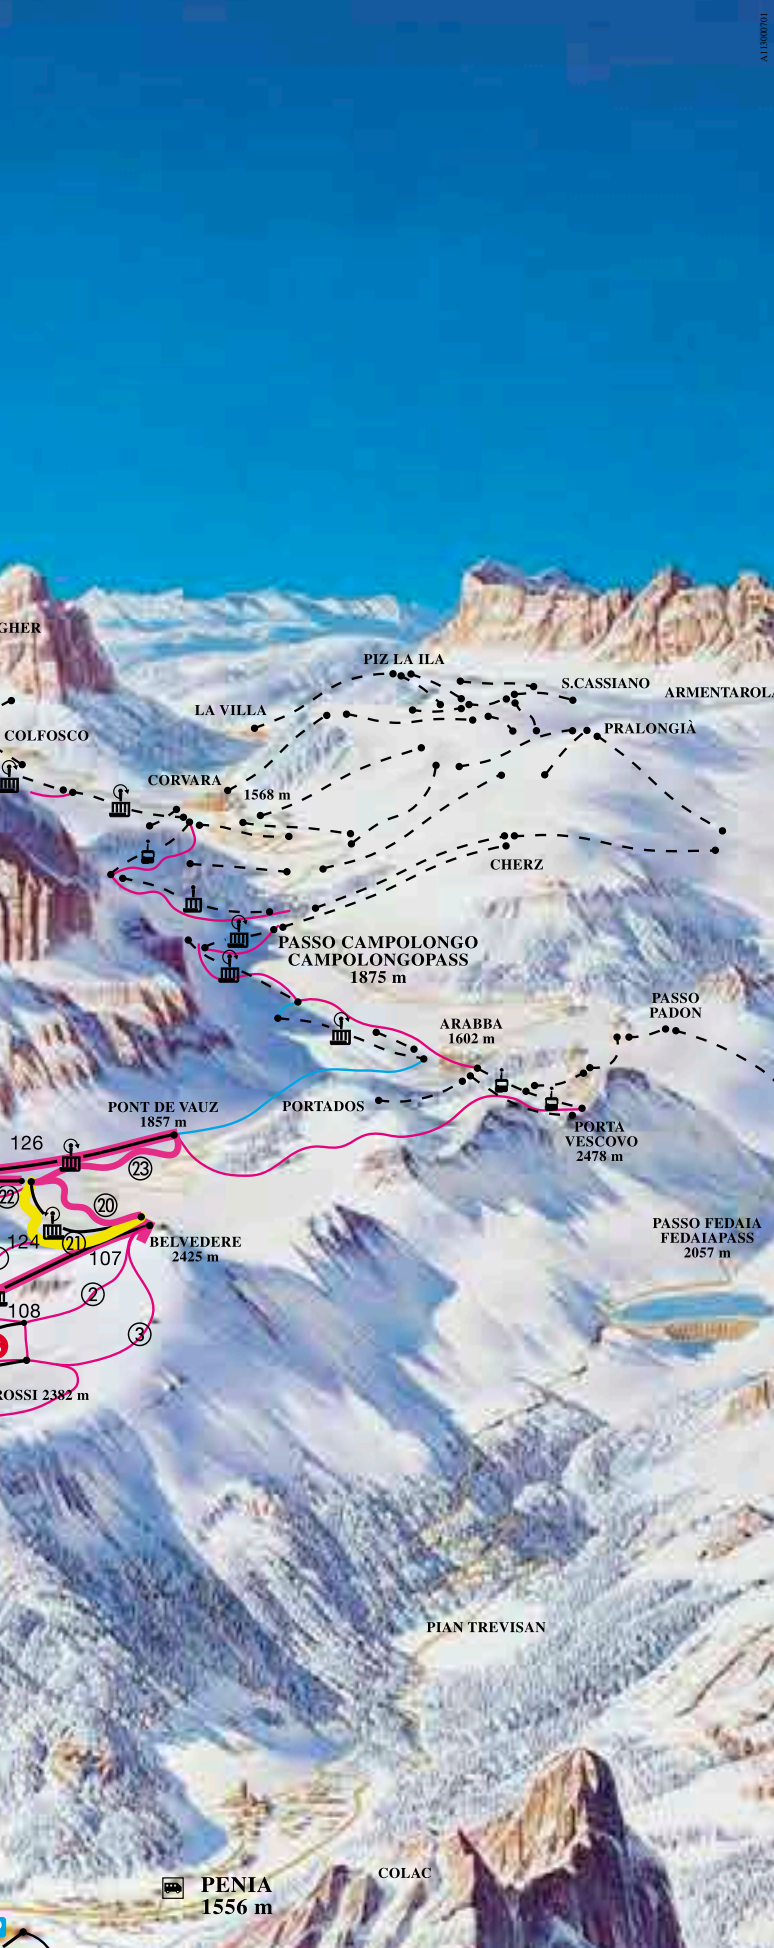 A113000701
GHER
PIZ LA ILA
S.CASSIANO
ARMENTAROLA
LA VILLA
PRALONGIÀ
COLFOSCO
CORVARA
1568 m
CHERZ
PASSO CAMPOLONGO
CAMPOLONGOPASS
1875 m
PASSO
PADON
ARABBA
1602 m
PONT DE VAUZ
1857 m
PORTADOS
PORTA
VESCOVO
2478 m
126
23
22
20
PASSO FEDAIA
FEDAIAPASS
2057 m
124
21
107
BELVEDERE
2425 m
2
108
3
ROSSI 2382 m
PIAN TREVISAN
COLAC
PENIA
1556 m